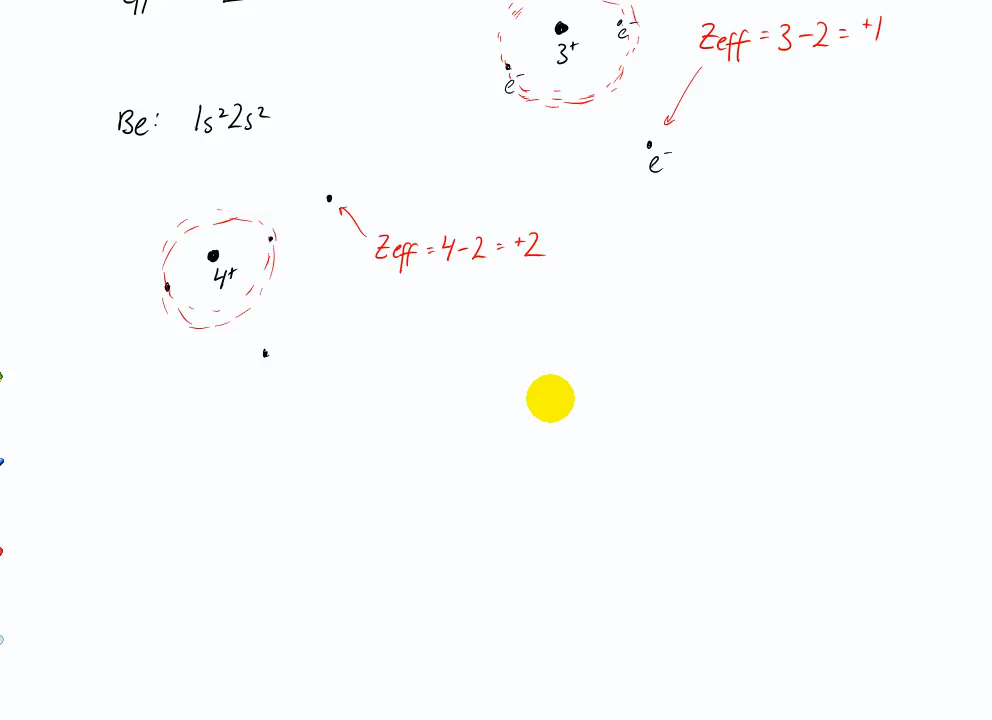 3+
e-
e-
Zeff = 3 - 2 = +1
Be: 1s²2s²
e-
4+
Zeff = 4 - 2 = +2